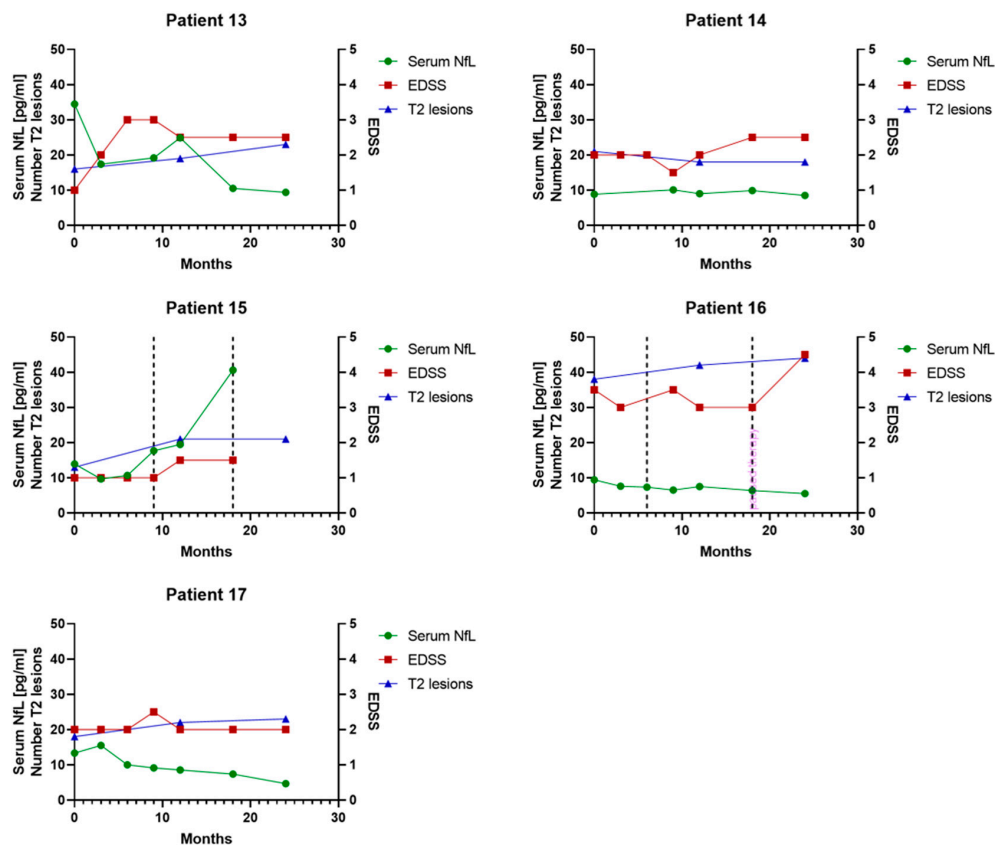 Patient 13
Serum NfL [pg/ml]
Number T2 lesions
50
40
30
20
10
0
5
4
3
2
1
0
EDSS
0
10
20
30
Months
Serum NfL
EDSS
T2 lesions
Patient 14
Serum NfL [pg/ml]
Number T2 lesions
50
40
30
20
10
0
5
4
3
2
1
0
EDSS
0
10
20
30
Months
Serum NfL
EDSS
T2 lesions
Patient 15
Serum NfL [pg/ml]
Number T2 lesions
50
40
30
20
10
0
5
4
3
2
1
0
EDSS
0
10
20
30
Months
Serum NfL
EDSS
T2 lesions
Patient 16
Serum NfL [pg/ml]
Number T2 lesions
50
40
30
20
10
0
5
4
3
2
1
0
EDSS
0
10
20
30
Months
Serum NfL
EDSS
T2 lesions
Patient 17
Serum NfL [pg/ml]
Number T2 lesions
50
40
30
20
10
0
5
4
3
2
1
0
EDSS
0
10
20
30
Months
Serum NfL
EDSS
T2 lesions